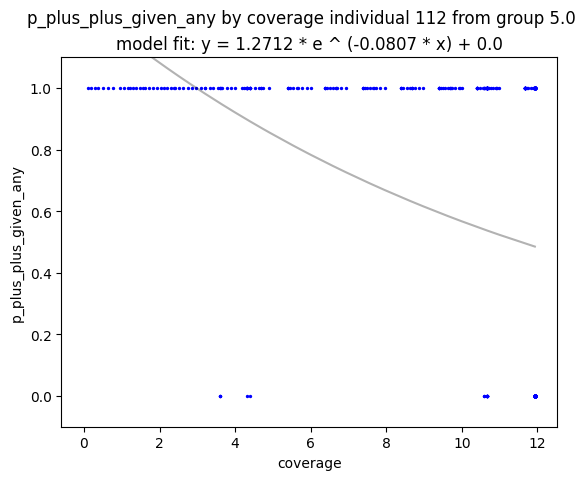 p_plus_plus_given_any by coverage individual 112 from group 5.0
model fit: y = 1.2712 * e ^ (-0.0807 * x) + 0.0
p_plus_plus_given_any
1.0
0.8
0.6
0.4
0.2
0.0
0 2 4 6 8 10 12
coverage